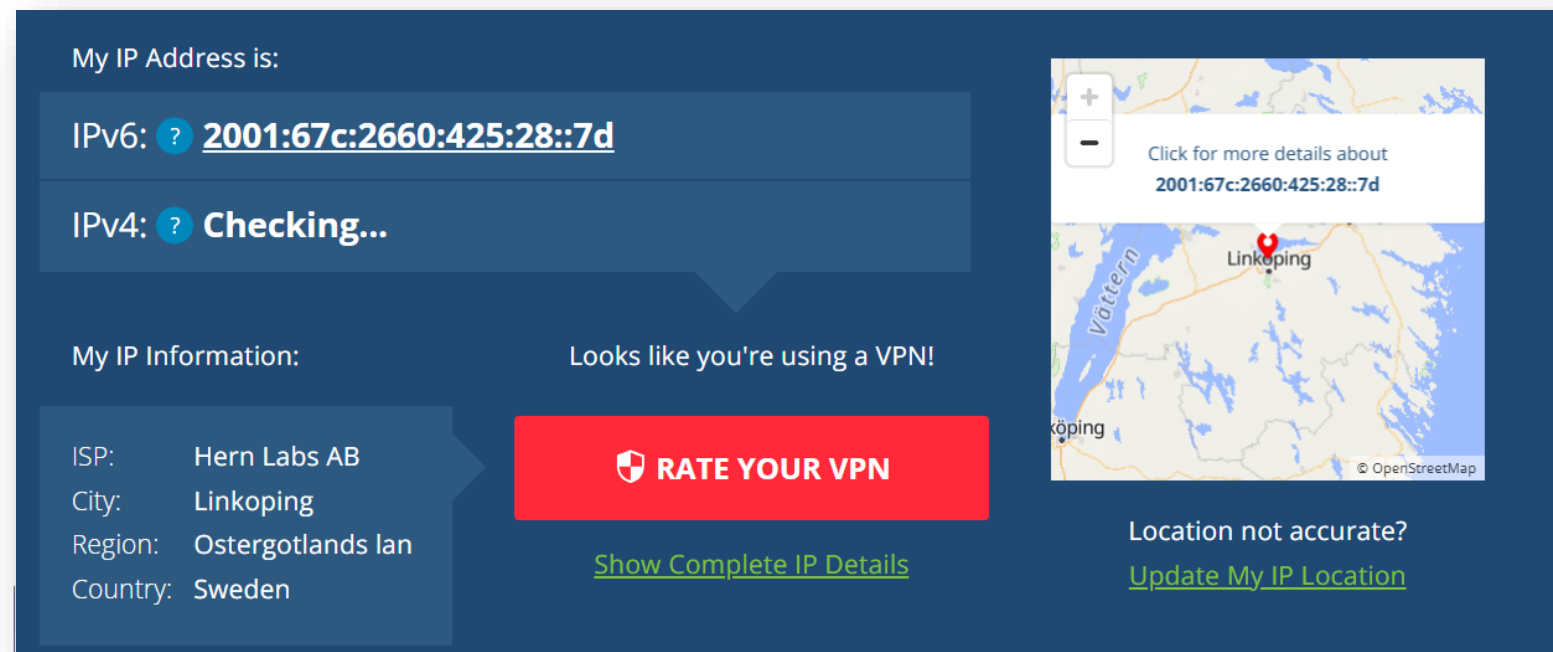 My IP Address is:
IPv6: ? 2001:67c:2660:425:28::7d
IPv4: ? Checking...
My IP Information:
ISP: Hern Labs AB
City: Linkoping
Region: Ostergotlands lan
Country: Sweden
Looks like you're using a VPN!
RATE YOUR VPN
Show Complete IP Details
+
−
Click for more details about
2001:67c:2660:425:28::7d
Linkoping
Vättern
köping
© OpenStreetMap
Location not accurate?
Update My IP Location